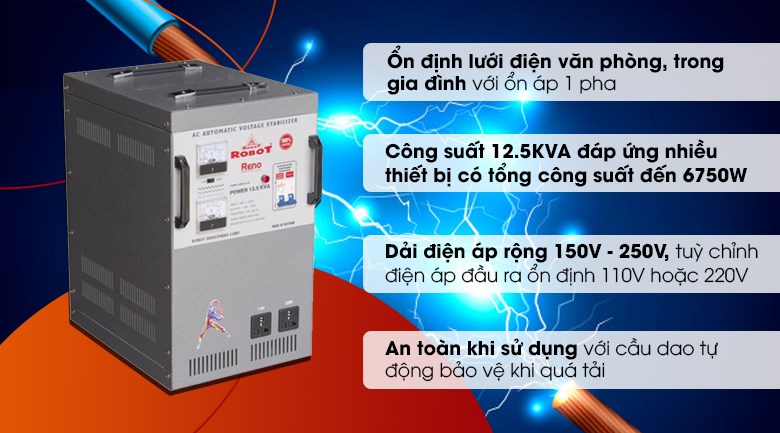 Ổn định lưới điện văn phòng, trong
gia đình với ổn áp 1 pha
Công suất 12.5KVA đáp ứng nhiều
thiết bị có tổng công suất đến 6750W
Dải điện áp rộng 150V - 250V, tuỳ chỉnh
điện áp đầu ra ổn định 110V hoặc 220V
An toàn khi sử dụng với cầu dao tự
động bảo vệ khi quá tải
AC AUTOMATIC VOLTAGE STABILIZER
ROBOT
Reno
POWER 12.5 KVA